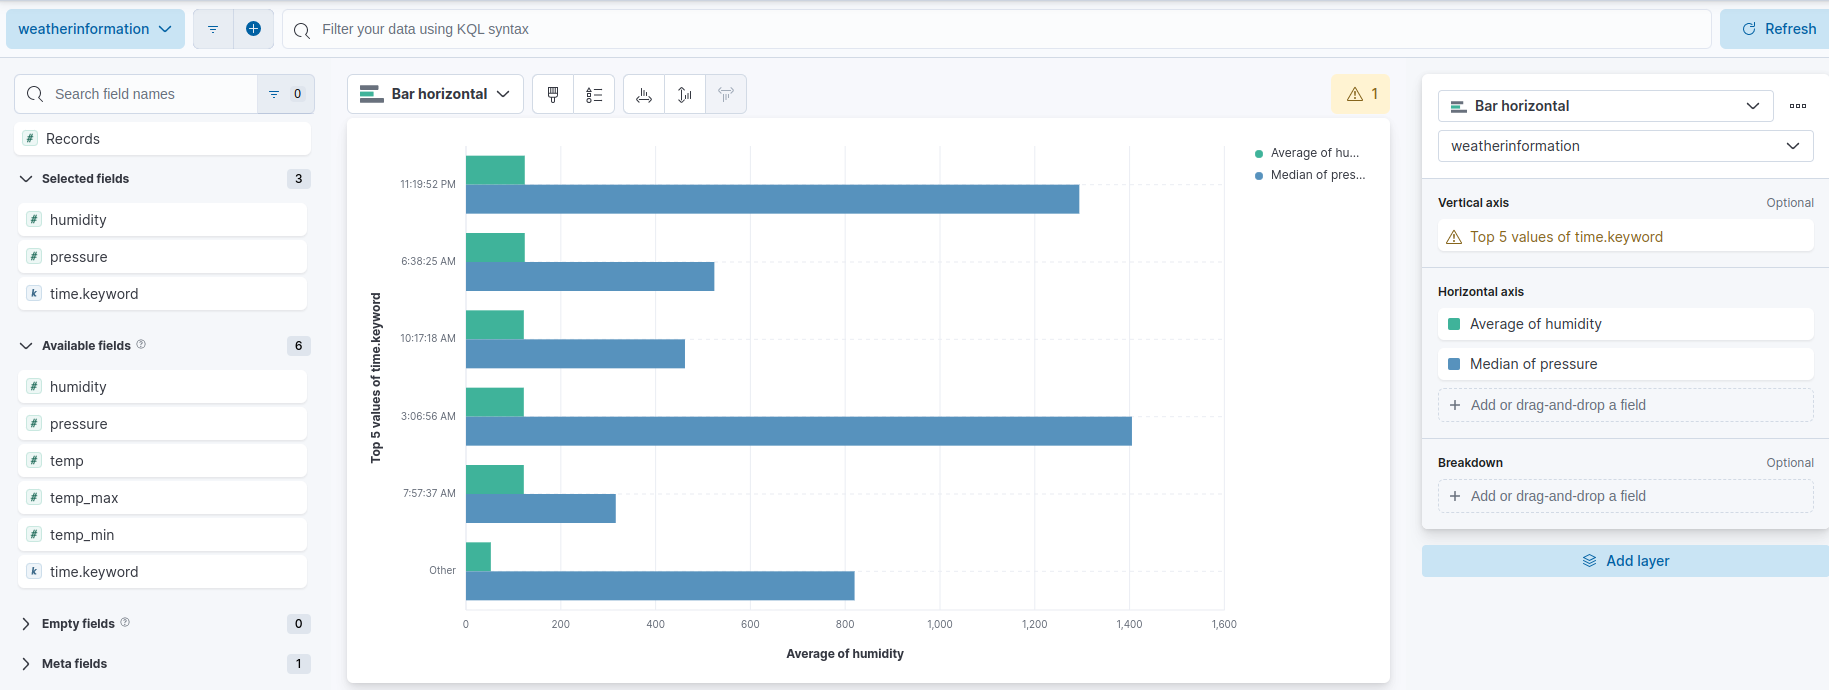 weatherinformation
Filter your data using KQL syntax
Refresh
Search field names
0
# Records
Selected fields 3
# humidity
# pressure
k time.keyword
Available fields 6
# humidity
# pressure
# temp
# temp_max
# temp_min
k time.keyword
Empty fields 0
Meta fields 1
Bar horizontal
1
Top 5 values of time.keyword
11:19:52 PM
6:38:25 AM
10:17:18 AM
3:06:56 AM
7:57:37 AM
Other
0 200 400 600 800 1,000 1,200 1,400 1,600
Average of humidity
Average of hu...
Median of pres...
Bar horizontal
weatherinformation
Vertical axis Optional
Top 5 values of time.keyword
Horizontal axis
Average of humidity
Median of pressure
+ Add or drag-and-drop a field
Breakdown Optional
+ Add or drag-and-drop a field
Add layer